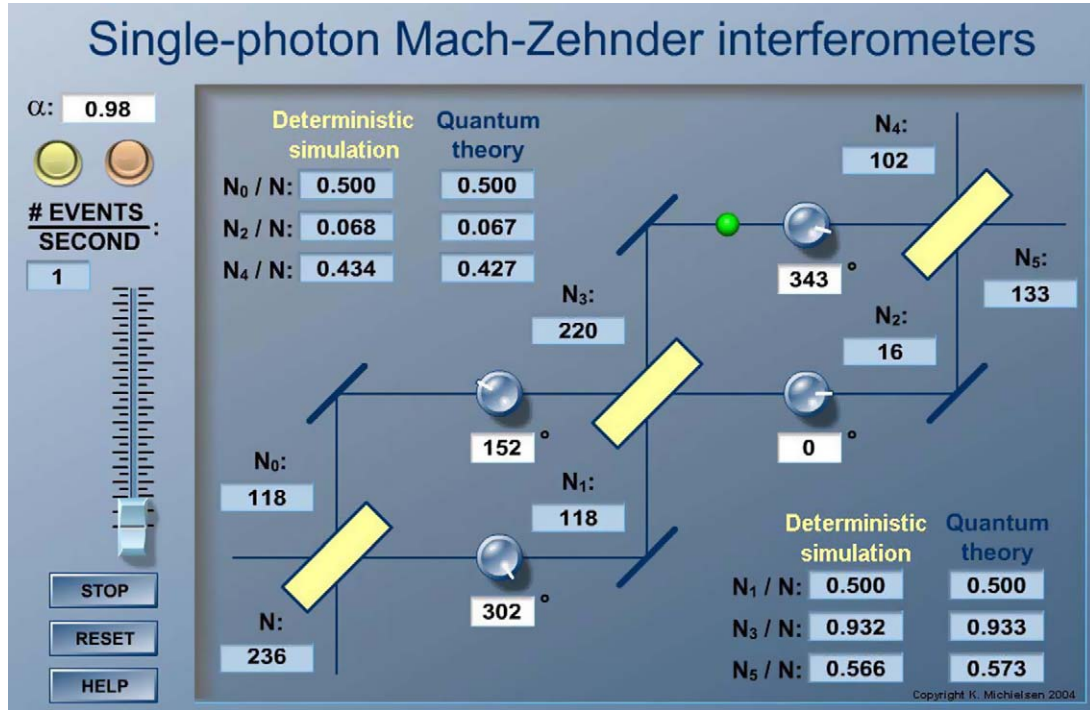 Single-photon Mach-Zehnder interferometers
α: 0.98
# EVENTS
SECOND :
1
Deterministic simulation
Quantum theory
N₀ / N: 0.500 0.500
N₂ / N: 0.068 0.067
N₄ / N: 0.434 0.427
N₄:
102
343 °
N₅:
133
N₃:
220
N₂:
16
152 °
0 °
N₀:
118
N₁:
118
302 °
N:
236
Deterministic simulation
Quantum theory
N₁ / N: 0.500 0.500
N₃ / N: 0.932 0.933
N₅ / N: 0.566 0.573
STOP
RESET
HELP
Copyright K. Michielsen 2004